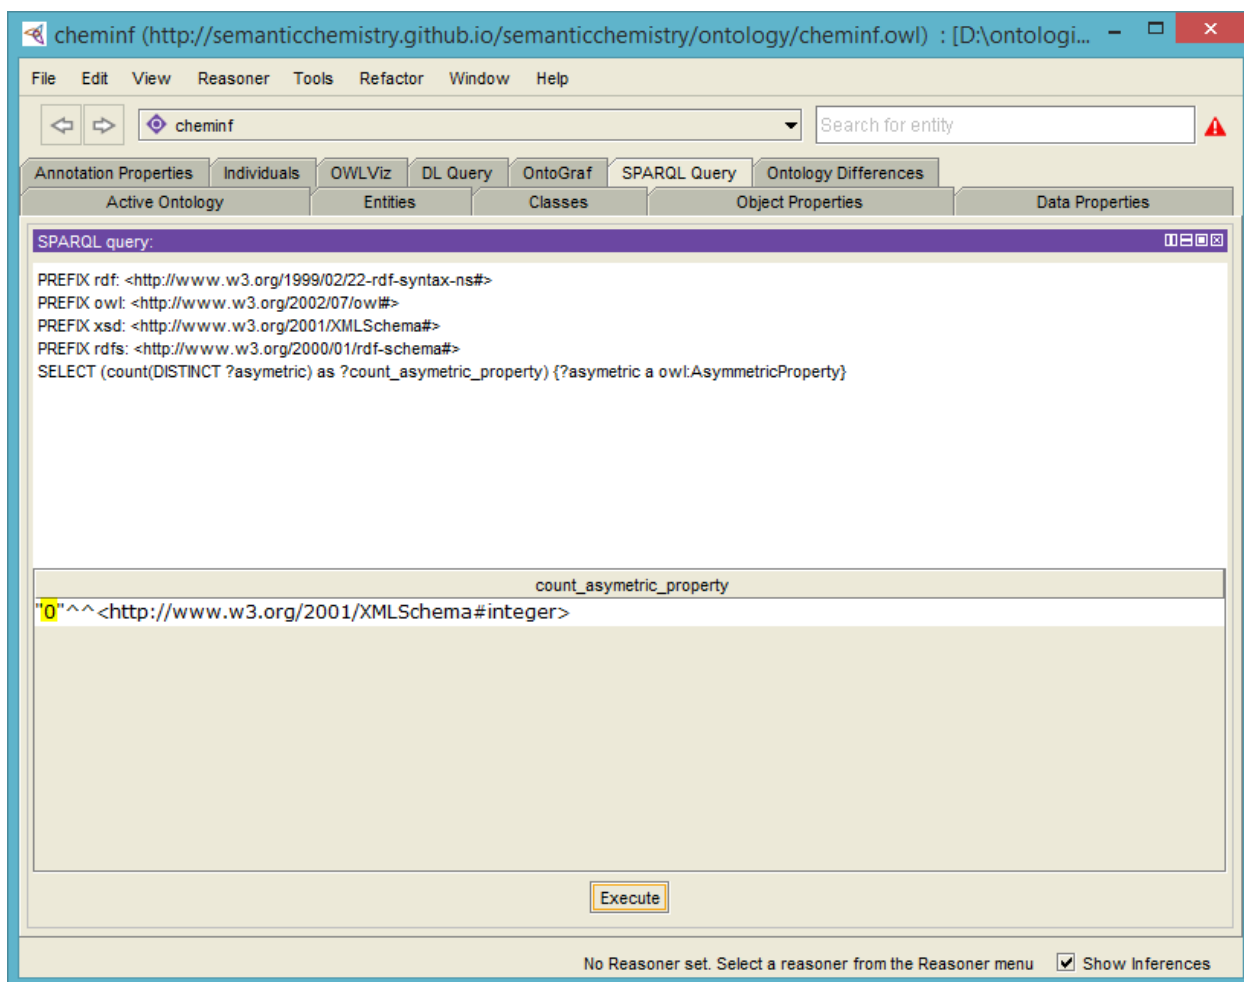 cheminf (http://semanticchemistry.github.io/semanticchemistry/ontology/cheminf.owl) : [D:\ontologi...
File Edit View Reasoner Tools Refactor Window Help
cheminf
Search for entity
Annotation Properties Individuals OWLViz DL Query OntoGraf SPARQL Query Ontology Differences
Active Ontology Entities Classes Object Properties Data Properties
SPARQL query:
PREFIX rdf: <http://www.w3.org/1999/02/22-rdf-syntax-ns#>
PREFIX owl: <http://www.w3.org/2002/07/owl#>
PREFIX xsd: <http://www.w3.org/2001/XMLSchema#>
PREFIX rdfs: <http://www.w3.org/2000/01/rdf-schema#>
SELECT (count(DISTINCT ?asymetric) as ?count_asymetric_property) {?asymetric a owl:AsymmetricProperty}
count_asymetric_property
"0"^^<http://www.w3.org/2001/XMLSchema#integer>
Execute
No Reasoner set. Select a reasoner from the Reasoner menu Show Inferences